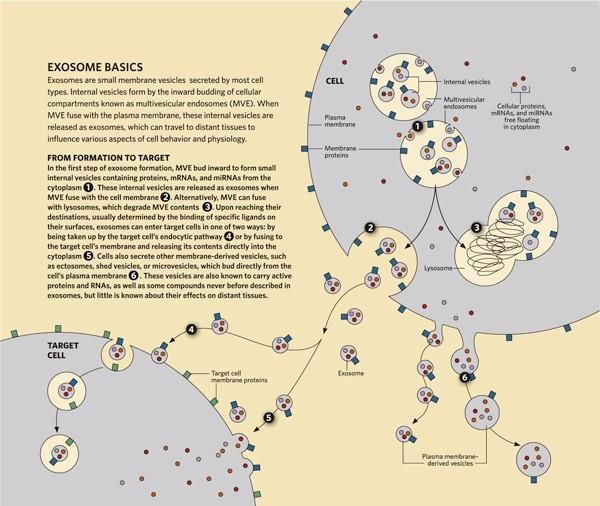 EXOSOME BASICS
Exosomes are small membrane vesicles secreted by most cell
types. Internal vesicles form by the inward budding of cellular
compartments known as multivesicular endosomes (MVE). When
MVE fuse with the plasma membrane, these internal vesicles are
released as exosomes, which can travel to distant tissues to
influence various aspects of cell behavior and physiology.
FROM FORMATION TO TARGET
In the first step of exosome formation, MVE bud inward to form small
internal vesicles containing proteins, mRNAs, and miRNAs from the
cytoplasm 1. These internal vesicles are released as exosomes when
MVE fuse with the cell membrane 2. Alternatively, MVE can fuse
with lysosomes, which degrade MVE contents 3. Upon reaching their
destinations, usually determined by the binding of specific ligands on
their surfaces, exosomes can enter target cells in one of two ways: by
being taken up by the target cell's endocytic pathway 4 or by fusing to
the target cell's membrane and releasing its contents directly into the
cytoplasm 5. Cells also secrete other membrane-derived vesicles, such
as ectosomes, shed vesicles, or microvesicles, which bud directly from the
cell's plasma membrane 6. These vesicles are also known to carry active
proteins and RNAs, as well as some compounds never before described in
exosomes, but little is known about their effects on distant tissues.
CELL
Internal vesicles
Multivesicular
endosomes
Cellular proteins,
mRNAs, and miRNAs
free floating
in cytoplasm
Plasma
membrane
Membrane
proteins
1
2
3
Lysosome
4
TARGET
CELL
Target cell
membrane proteins
Exosome
5
6
Plasma membrane–
derived vesicles